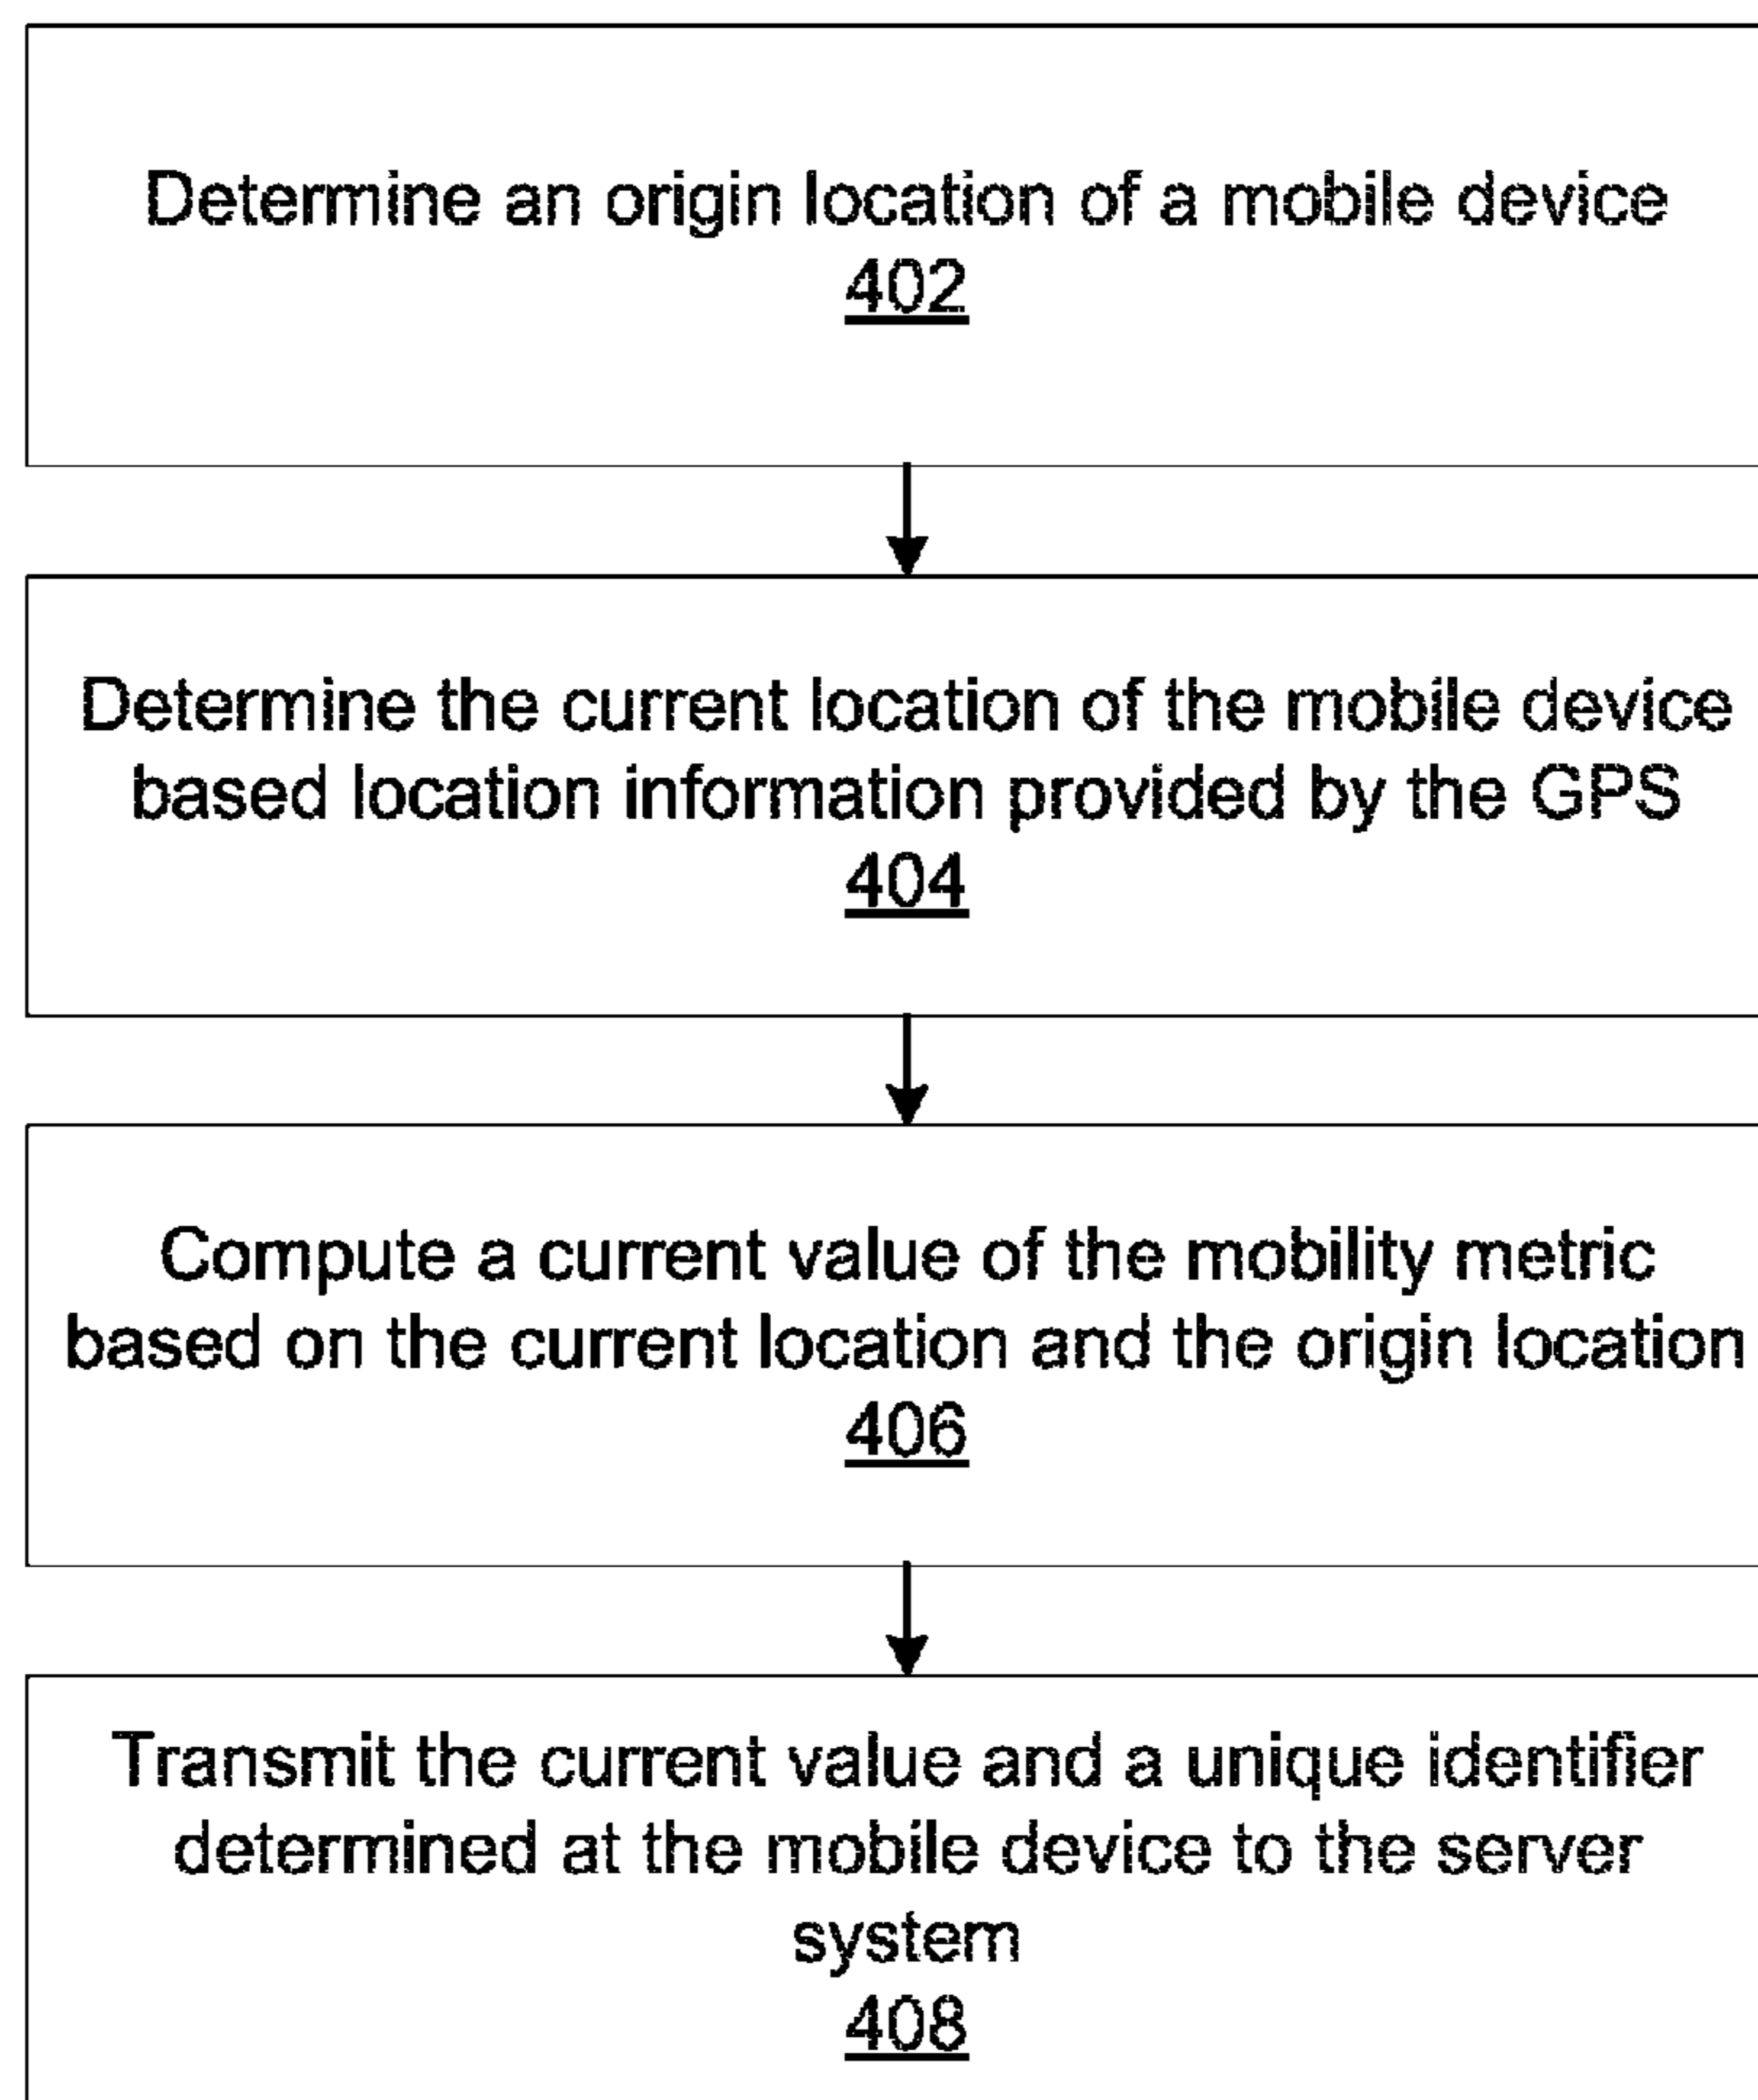 Determine an origin location of a mobile device
402
Determine the current location of the mobile device
based location information provided by the GPS
404
Compute a current value of the mobility metric
based on the current location and the origin location
406
Transmit the current value and a unique identifier
determined at the mobile device to the server
system
408